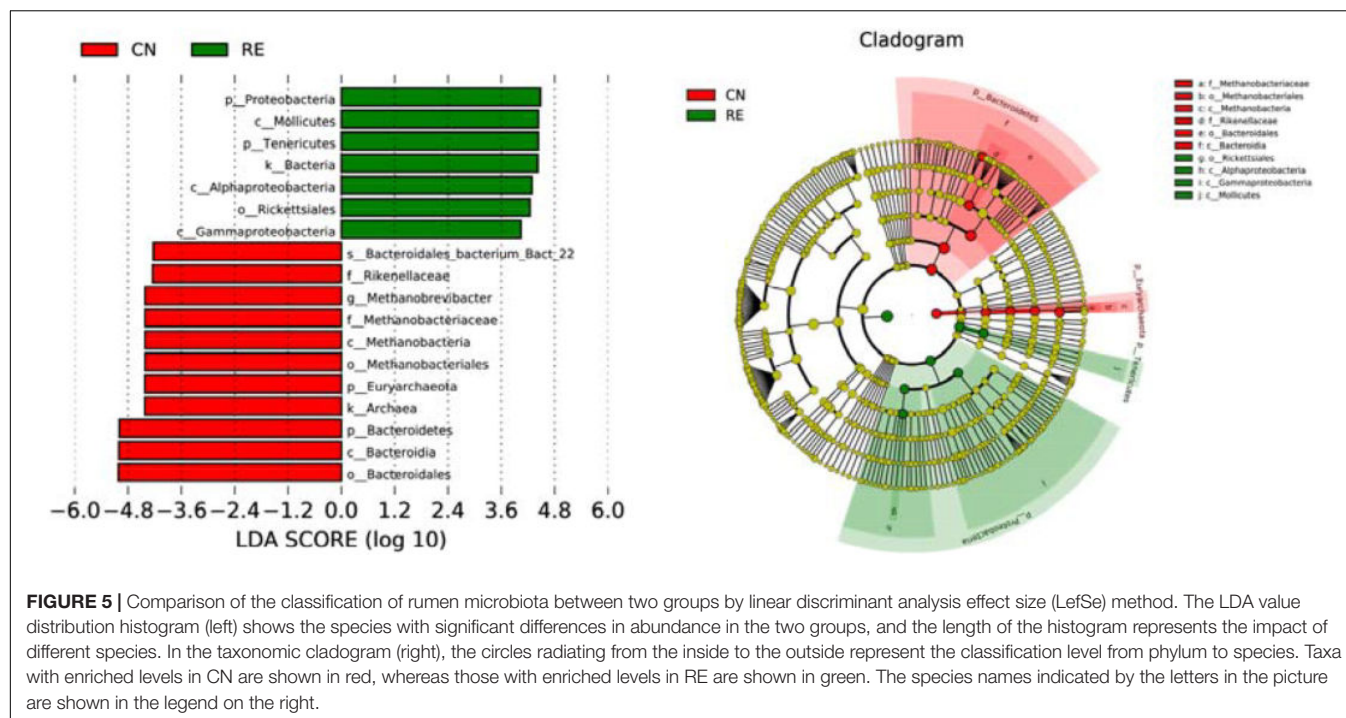 CN RE
p__Proteobacteria
c__Mollicutes
p__Tenericutes
k__Bacteria
c__Alphaproteobacteria
o__Rickettsiales
c__Gammaproteobacteria
s__Bacteroidales_bacterium_Bact_22
f__Rikenellaceae
g__Methanobrevibacter
f__Methanobacteriaceae
c__Methanobacteria
o__Methanobacteriales
p__Euryarchaeota
k__Archaea
p__Bacteroidetes
c__Bacteroidia
o__Bacteroidales
−6.0 −4.8 −3.6 −2.4 −1.2 0.0 1.2 2.4 3.6 4.8 6.0
LDA SCORE (log 10)
Cladogram
CN
RE
p__Bacteroidetes
f
e
p__Euryarchaeota
p__Tenericutes
j
i
p__Proteobacteria
h
a: f__Methanobacteriaceae
b: o__Methanobacteriales
c: c__Methanobacteria
d: f__Rikenellaceae
e: o__Bacteroidales
f: c__Bacteroidia
g: o__Rickettsiales
h: c__Alphaproteobacteria
i: c__Gammaproteobacteria
j: c__Mollicutes
FIGURE 5 | Comparison of the classification of rumen microbiota between two groups by linear discriminant analysis effect size (LefSe) method. The LDA value
distribution histogram (left) shows the species with significant differences in abundance in the two groups, and the length of the histogram represents the impact of
different species. In the taxonomic cladogram (right), the circles radiating from the inside to the outside represent the classification level from phylum to species. Taxa
with enriched levels in CN are shown in red, whereas those with enriched levels in RE are shown in green. The species names indicated by the letters in the picture
are shown in the legend on the right.